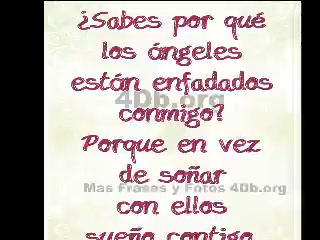 ¿Sabes por qué
los ángeles
están enfadados
4Db.org
conmigo?
Porque en vez
de soñar
Mas Frases y Fotos 4Db.org
con ellos
sueño contigo